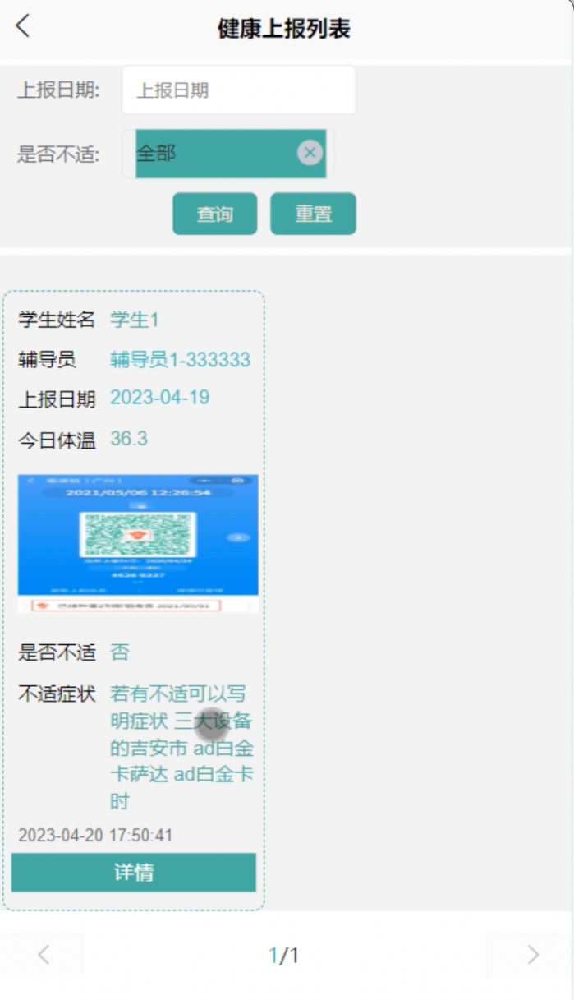 健康上报列表
上报日期: 上报日期
是否不适: 全部
查询 重置
学生姓名 学生1
辅导员 辅导员1-333333
上报日期 2023-04-19
今日体温 36.3
2021/05/06 12:26:54
是否不适 否
不适症状 若有不适可以写
明症状 三大设备
的吉安市 ad白金
卡萨达 ad白金卡
时
2023-04-20 17:50:41
详情
1/1